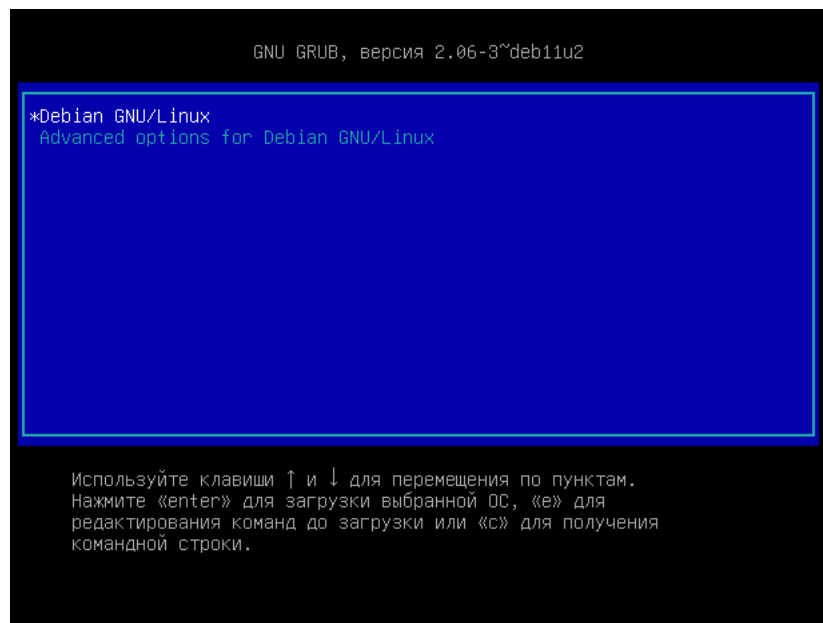 GNU GRUB, версия 2.06-3~deb11u2
*Debian GNU/Linux
Advanced options for Debian GNU/Linux
Используйте клавиши ↑ и ↓ для перемещения по пунктам.
Нажмите «enter» для загрузки выбранной ОС, «e» для
редактирования команд до загрузки или «c» для получения
командной строки.